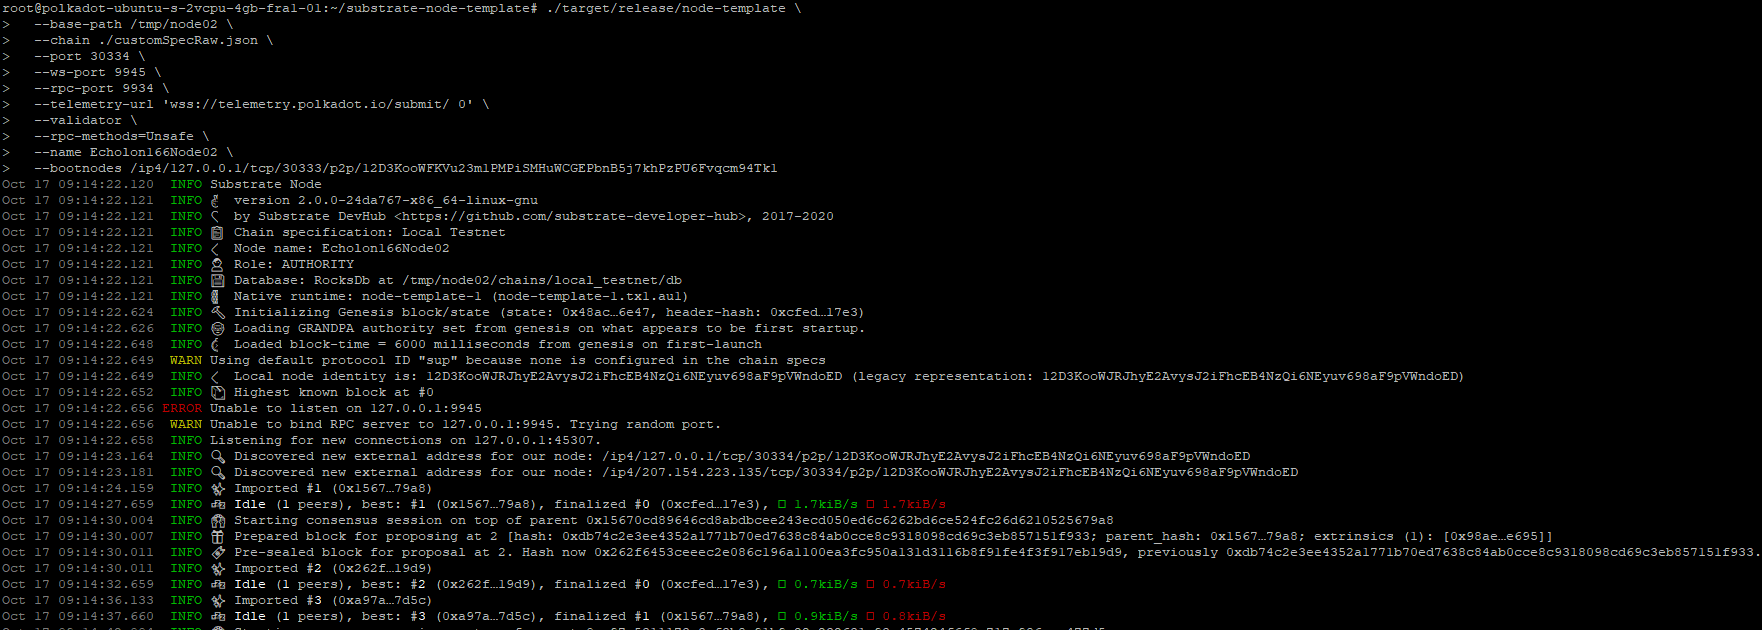 root@polkadot-ubuntu-s-2vcpu-4gb-fra1-01:~/substrate-node-template# ./target/release/node-template \
>   --base-path /tmp/node02 \
>   --chain ./customSpecRaw.json \
>   --port 30334 \
>   --ws-port 9945 \
>   --rpc-port 9934 \
>   --telemetry-url 'wss://telemetry.polkadot.io/submit/ 0' \
>   --validator \
>   --rpc-methods=Unsafe \
>   --name Echolon166Node02 \
>   --bootnodes /ip4/127.0.0.1/tcp/30333/p2p/12D3KooWFKVu23m1PMPiSMHuWCGEPbnB5j7khPzPU6Fvqcm94Tk1
Oct 17 09:14:22.120  INFO Substrate Node
Oct 17 09:14:22.121  INFO version 2.0.0-24da767-x86_64-linux-gnu
Oct 17 09:14:22.121  INFO by Substrate DevHub <https://github.com/substrate-developer-hub>, 2017-2020
Oct 17 09:14:22.121  INFO Chain specification: Local Testnet
Oct 17 09:14:22.121  INFO Node name: Echolon166Node02
Oct 17 09:14:22.121  INFO Role: AUTHORITY
Oct 17 09:14:22.121  INFO Database: RocksDb at /tmp/node02/chains/local_testnet/db
Oct 17 09:14:22.121  INFO Native runtime: node-template-1 (node-template-1.tx1.au1)
Oct 17 09:14:22.624  INFO Initializing Genesis block/state (state: 0x48ac…6e47, header-hash: 0xcfed…17e3)
Oct 17 09:14:22.626  INFO Loading GRANDPA authority set from genesis on what appears to be first startup.
Oct 17 09:14:22.648  INFO Loaded block-time = 6000 milliseconds from genesis on first-launch
Oct 17 09:14:22.649  WARN Using default protocol ID "sup" because none is configured in the chain specs
Oct 17 09:14:22.649  INFO Local node identity is: 12D3KooWJRJhyE2AvysJ2iFhcEB4NzQi6NEyuv698aF9pVWndoED (legacy representation: 12D3KooWJRJhyE2AvysJ2iFhcEB4NzQi6NEyuv698aF9pVWndoED)
Oct 17 09:14:22.652  INFO Highest known block at #0
Oct 17 09:14:22.656 ERROR Unable to listen on 127.0.0.1:9945
Oct 17 09:14:22.656  WARN Unable to bind RPC server to 127.0.0.1:9945. Trying random port.
Oct 17 09:14:22.658  INFO Listening for new connections on 127.0.0.1:45307.
Oct 17 09:14:23.164  INFO Discovered new external address for our node: /ip4/127.0.0.1/tcp/30334/p2p/12D3KooWJRJhyE2AvysJ2iFhcEB4NzQi6NEyuv698aF9pVWndoED
Oct 17 09:14:23.181  INFO Discovered new external address for our node: /ip4/207.154.223.135/tcp/30334/p2p/12D3KooWJRJhyE2AvysJ2iFhcEB4NzQi6NEyuv698aF9pVWndoED
Oct 17 09:14:24.159  INFO Imported #1 (0x1567…79a8)
Oct 17 09:14:27.659  INFO Idle (1 peers), best: #1 (0x1567…79a8), finalized #0 (0xcfed…17e3), 1.7kiB/s 1.7kiB/s
Oct 17 09:14:30.004  INFO Starting consensus session on top of parent 0x15670cd89646cd8abdbcee243ecd050ed6c6262bd6ce524fc26d6210525679a8
Oct 17 09:14:30.007  INFO Prepared block for proposing at 2 [hash: 0xdb74c2e3ee4352a1771b70ed7638c84ab0cce8c9318098cd69c3eb857151f933; parent_hash: 0x1567…79a8; extrinsics (1): [0x98ae…e695]]
Oct 17 09:14:30.011  INFO Pre-sealed block for proposal at 2. Hash now 0x262f6453ceeec2e086c196a1100ea3fc950a131d3116b8f91fe4f3f917eb19d9, previously 0xdb74c2e3ee4352a1771b70ed7638c84ab0cce8c9318098cd69c3eb857151f933.
Oct 17 09:14:30.011  INFO Imported #2 (0x262f…19d9)
Oct 17 09:14:32.659  INFO Idle (1 peers), best: #2 (0x262f…19d9), finalized #0 (0xcfed…17e3), 0.7kiB/s 0.7kiB/s
Oct 17 09:14:36.133  INFO Imported #3 (0xa97a…7d5c)
Oct 17 09:14:37.660  INFO Idle (1 peers), best: #3 (0xa97a…7d5c), finalized #1 (0x1567…79a8), 0.9kiB/s 0.8kiB/s